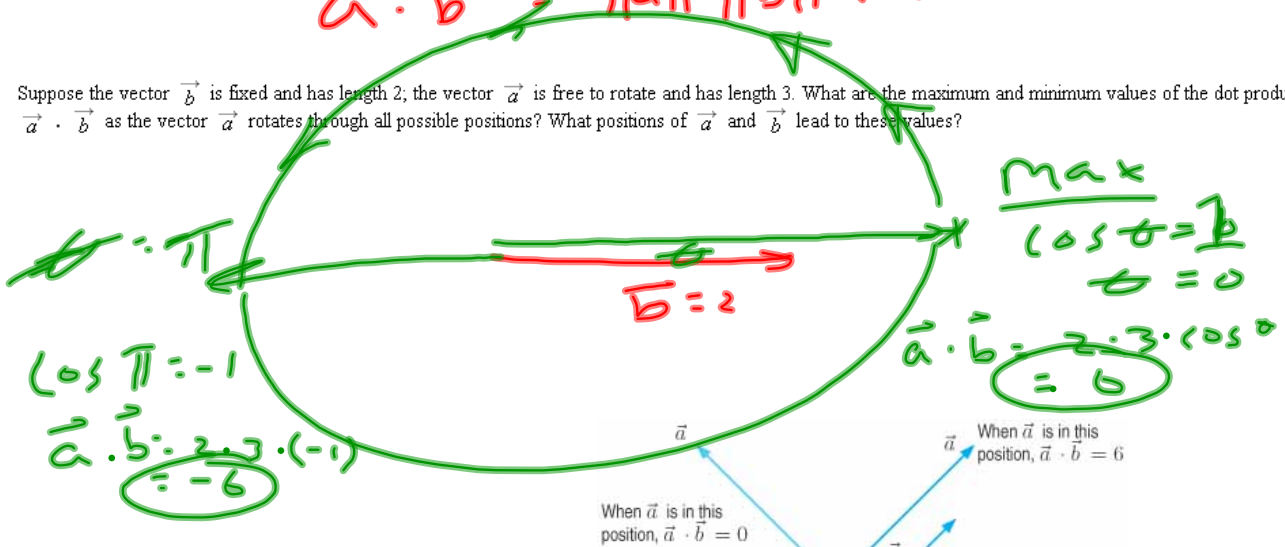 a · b = ||a|| ||b||
Suppose the vector b⃗ is fixed and has length 2; the vector a⃗ is free to rotate and has length 3. What are the maximum and minimum values of the dot produ
a⃗ · b⃗ as the vector a⃗ rotates through all possible positions? What positions of a⃗ and b⃗ lead to these values?
max
cos θ = 1
θ = π
θ
θ = 0
b = 2
a⃗ · b⃗ = 2 · 3 · cos 0
= 6
cos π = -1
a⃗ · b⃗ = 2 · 3 · (-1)
= -6
a⃗
a⃗
When a⃗ is in this
position, a⃗ · b⃗ = 6
When a⃗ is in this
position, a⃗ · b⃗ = 0